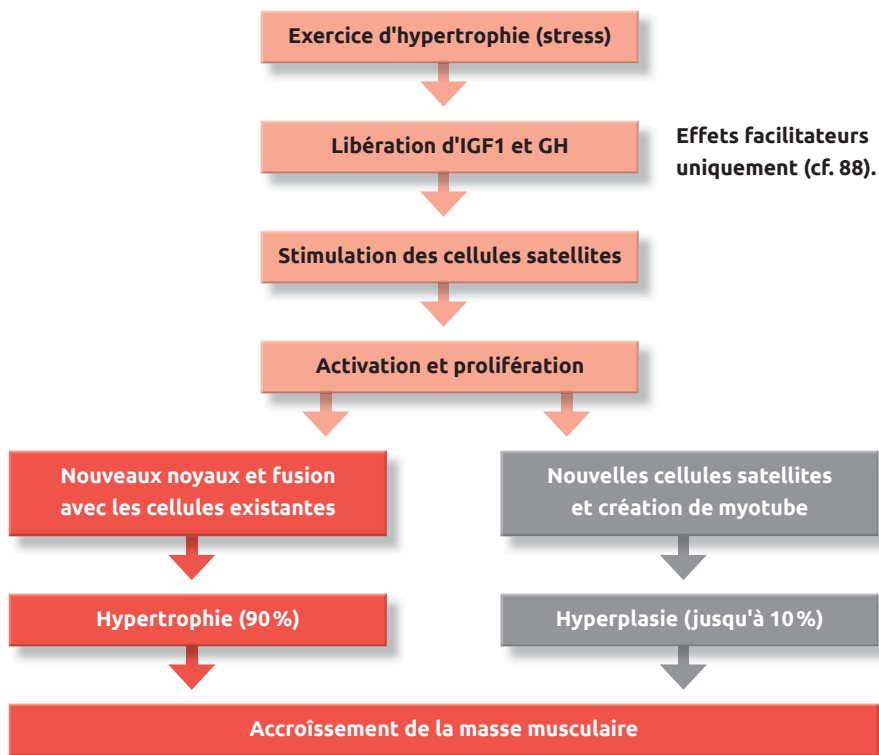 Exercice d'hypertrophie (stress)
Libération d'IGF1 et GH
Effets facilitateurs
uniquement (cf. 88).
Stimulation des cellules satellites
Activation et prolifération
Nouveaux noyaux et fusion
avec les cellules existantes
Nouvelles cellules satellites
et création de myotube
Hypertrophie (90 %)
Hyperplasie (jusqu'à 10 %)
Accroîssement de la masse musculaire